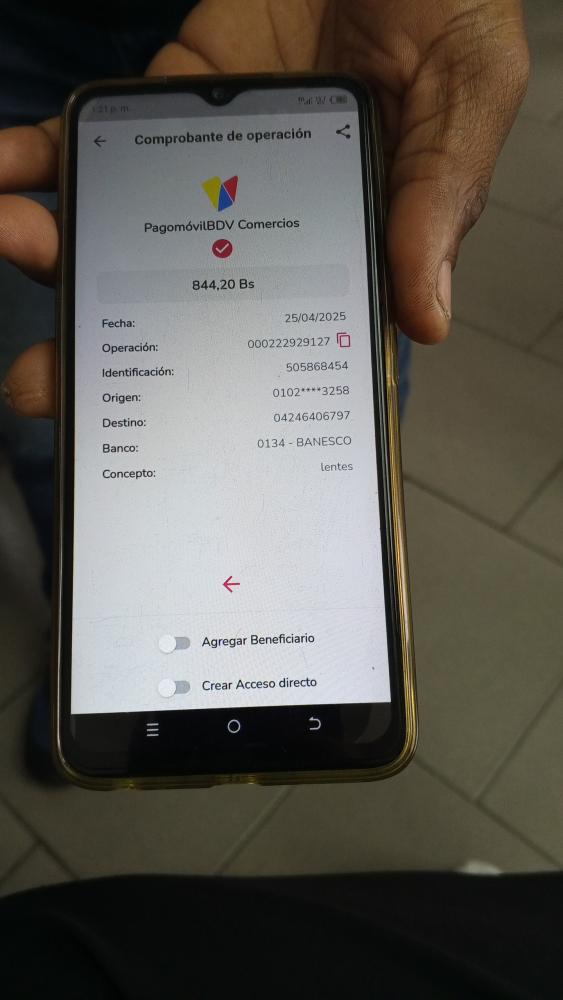 1:21 p. m.
Comprobante de operación
PagomóvilBDV Comercios
844,20 Bs
Fecha: 25/04/2025
Operación: 000222929127
Identificación: 505868454
Origen: 0102****3258
Destino: 04246406797
Banco: 0134 - BANESCO
Concepto: lentes
Agregar Beneficiario
Crear Acceso directo